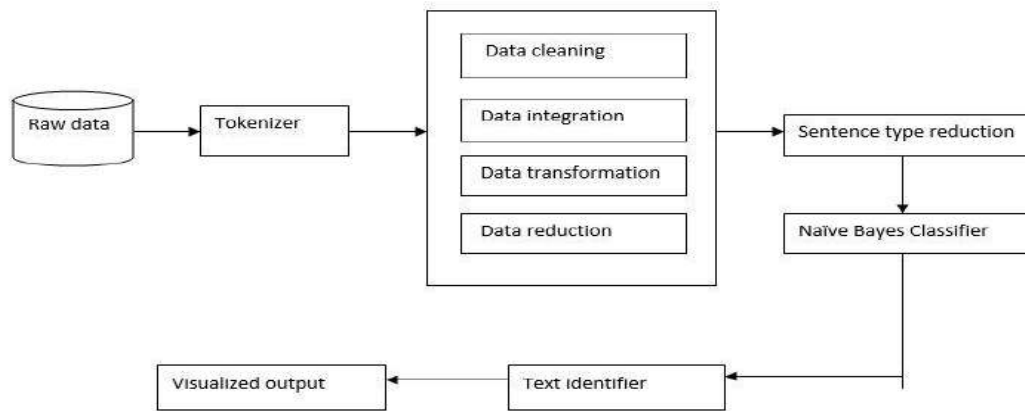 Raw data
Tokenizer
Data cleaning
Data integration
Data transformation
Data reduction
Sentence type reduction
Naïve Bayes Classifier
Text identifier
Visualized output